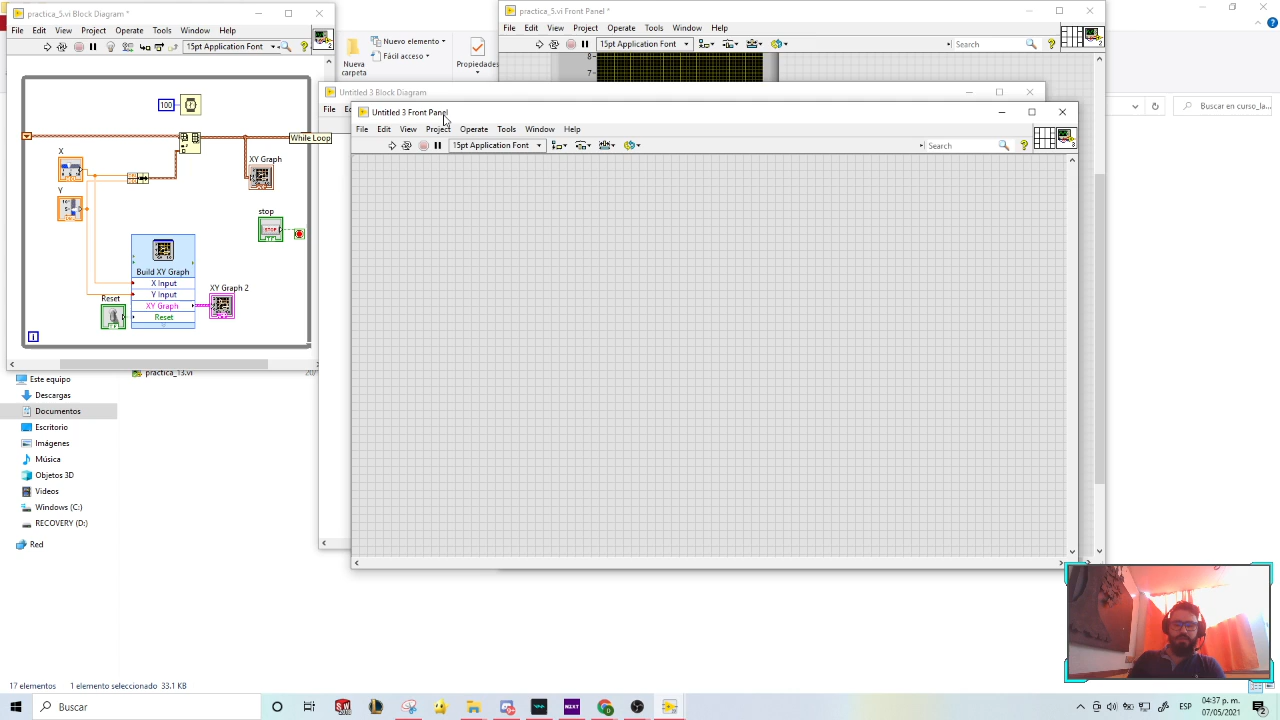 practica_5.vi Block Diagram *
File Edit View Project Operate Tools Window Help
15pt Application Font
100
While Loop
X
XY Graph
Y
stop
STOP
Build XY Graph
X Input
Y Input
XY Graph
Reset
Reset
XY Graph 2
i
Nuevo elemento
Fácil acceso
Nueva carpeta
Propiedades
practica_5.vi Front Panel *
File Edit View Project Operate Tools Window Help
15pt Application Font
Search
8-
7-
Buscar en curso_la...
Untitled 3 Block Diagram
File
Untitled 3 Front Panel
File Edit View Project Operate Tools Window Help
15pt Application Font
Search
practica_13.vi
Este equipo
Descargas
Documentos
Escritorio
Imágenes
Música
Objetos 3D
Videos
Windows (C:)
RECOVERY (D:)
Red
17 elementos 1 elemento seleccionado 33.1 KB
Buscar
ESP
04:37 p. m.
07/05/2021